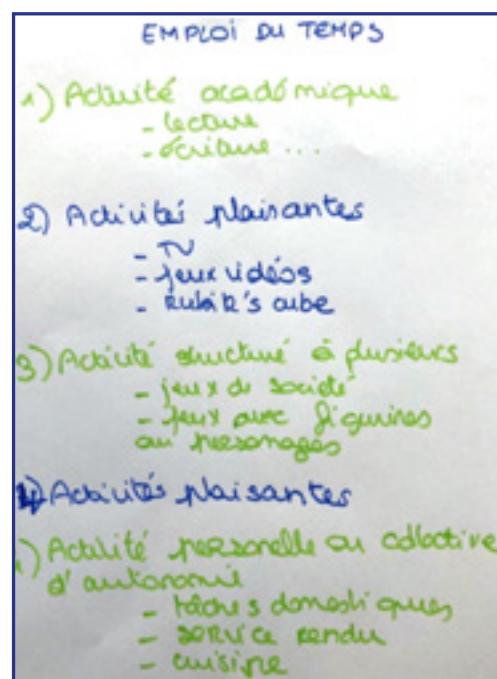 EMPLOI DU TEMPS
1) Activité académique
- lecture
- écriture ...
2) Activités plaisantes
- TV
- jeux vidéos
- Rubik's cube
3) Activité structuré à plusieurs
- jeux de société
- jeux avec figurines
ou personages
4) Activités plaisantes
1) Activité personelle ou collective
d'autonomie
- tâches domestiques
- service rendu
- cuisine